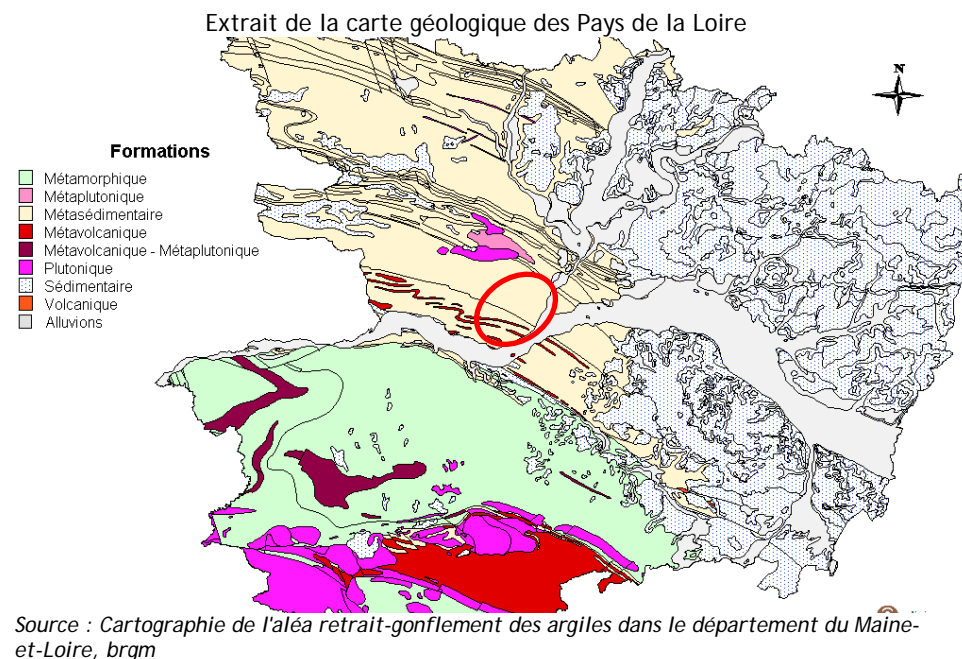 Extrait de la carte géologique des Pays de la Loire
N
Formations
Métamorphique
Métaplutonique
Métasédimentaire
Métavolcanique
Métavolcanique - Métaplutonique
Plutonique
Sédimentaire
Volcanique
Alluvions
Source : Cartographie de l'aléa retrait-gonflement des argiles dans le département du Maine-
et-Loire, brgm